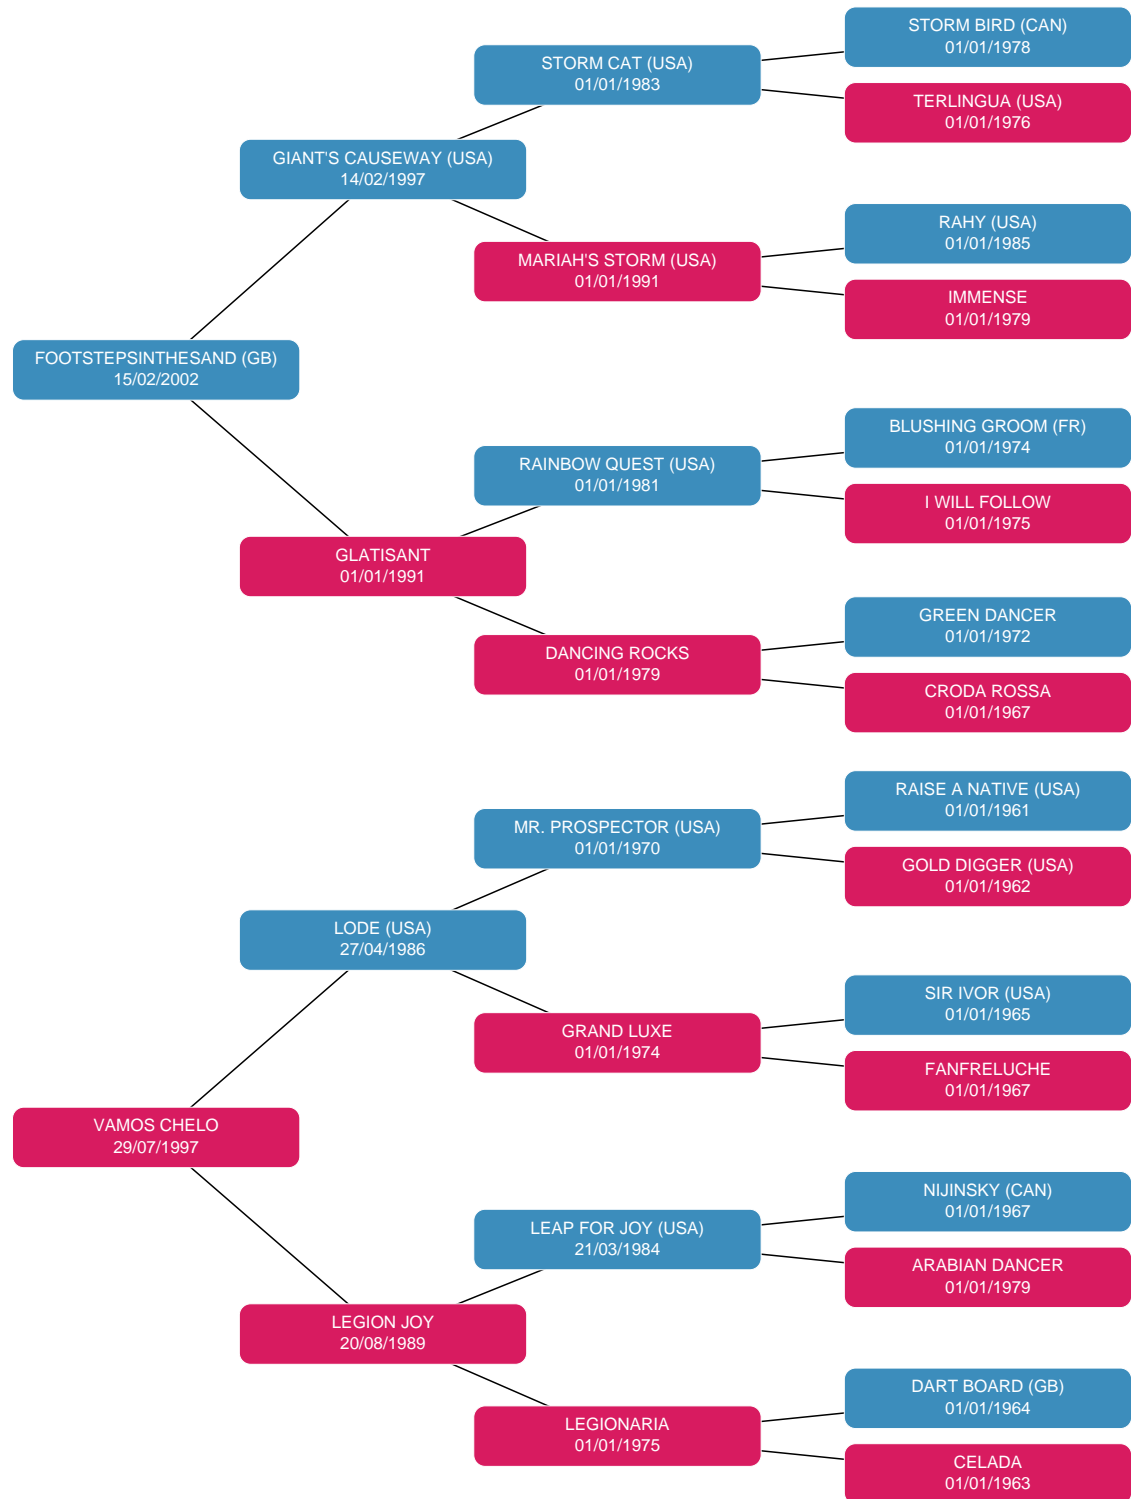 STORM BIRD (CAN)
01/01/1978
STORM CAT (USA)
01/01/1983
TERLINGUA (USA)
01/01/1976
GIANT'S CAUSEWAY (USA)
14/02/1997
RAHY (USA)
01/01/1985
MARIAH'S STORM (USA)
01/01/1991
IMMENSE
01/01/1979
FOOTSTEPSINTHESAND (GB)
15/02/2002
BLUSHING GROOM (FR)
01/01/1974
RAINBOW QUEST (USA)
01/01/1981
I WILL FOLLOW
01/01/1975
GLATISANT
01/01/1991
GREEN DANCER
01/01/1972
DANCING ROCKS
01/01/1979
CRODA ROSSA
01/01/1967
RAISE A NATIVE (USA)
01/01/1961
MR. PROSPECTOR (USA)
01/01/1970
GOLD DIGGER (USA)
01/01/1962
LODE (USA)
27/04/1986
SIR IVOR (USA)
01/01/1965
GRAND LUXE
01/01/1974
FANFRELUCHE
01/01/1967
VAMOS CHELO
29/07/1997
NIJINSKY (CAN)
01/01/1967
LEAP FOR JOY (USA)
21/03/1984
ARABIAN DANCER
01/01/1979
LEGION JOY
20/08/1989
DART BOARD (GB)
01/01/1964
LEGIONARIA
01/01/1975
CELADA
01/01/1963